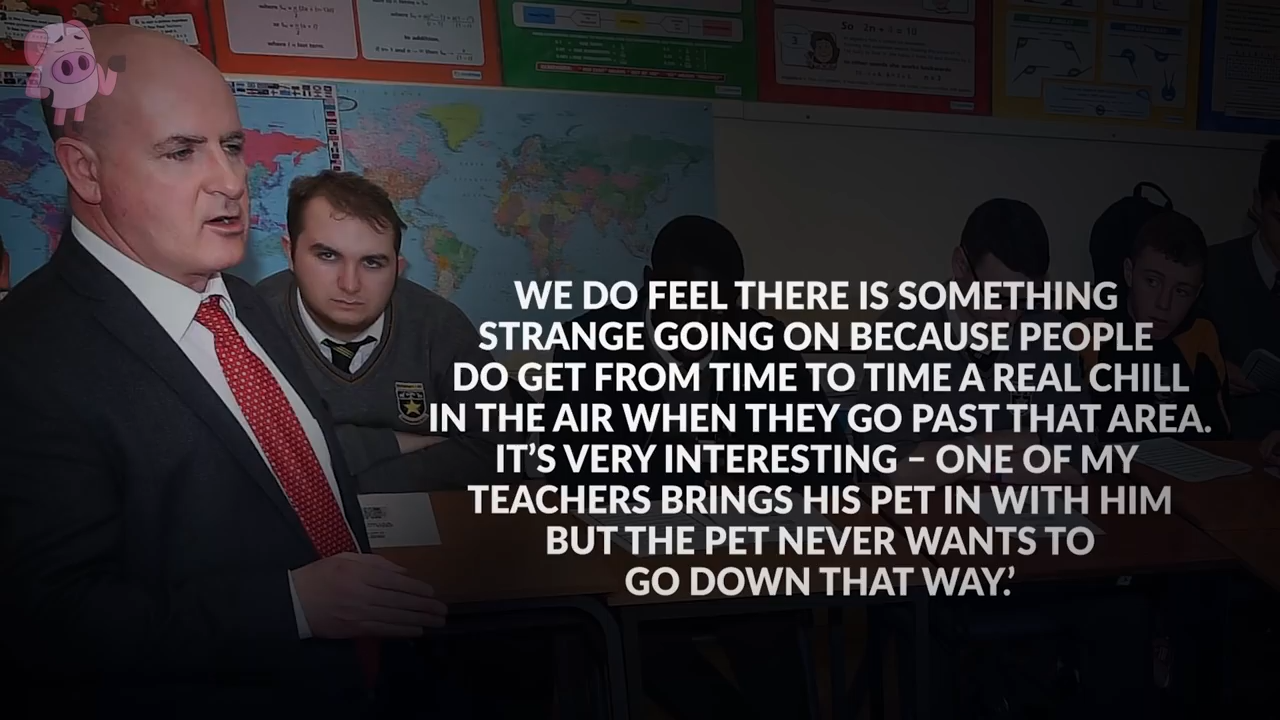 WE DO FEEL THERE IS SOMETHING
STRANGE GOING ON BECAUSE PEOPLE
DO GET FROM TIME TO TIME A REAL CHILL
IN THE AIR WHEN THEY GO PAST THAT AREA.
IT’S VERY INTERESTING – ONE OF MY
TEACHERS BRINGS HIS PET IN WITH HIM
BUT THE PET NEVER WANTS TO
GO DOWN THAT WAY.’